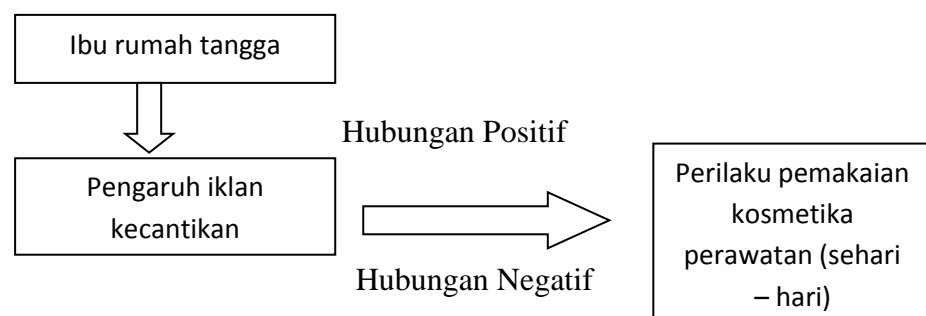 Ibu rumah tangga
Hubungan Positif
Pengaruh iklan
kecantikan
Hubungan Negatif
Perilaku pemakaian
kosmetika
perawatan (sehari
– hari)